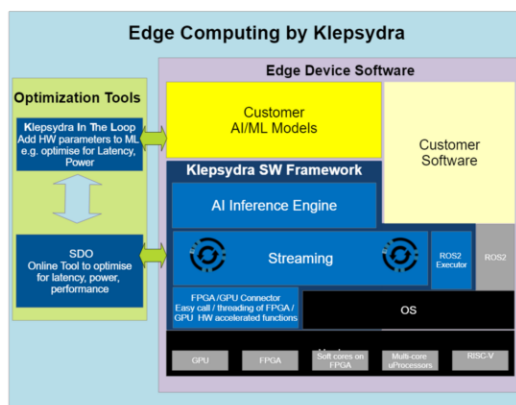 Edge Computing by Klepsydra
Edge Device Software
Optimization Tools
Klepsydra In The Loop
Add HW parameters to ML
e.g. optimise for Latency,
Power
SDO
Online Tool to optimise
for latency, power,
performance
Customer
AI/ML Models
Customer
Software
Klepsydra SW Framework
AI Inference Engine
Streaming
ROS2
Executor
ROS2
FPGA/GPU Connector
Easy call / threading of FPGA /
GPU HW accelerated functions
OS
GPU
FPGA
Soft cores on
FPGA
Multi-core
uProcessors
RISC-V